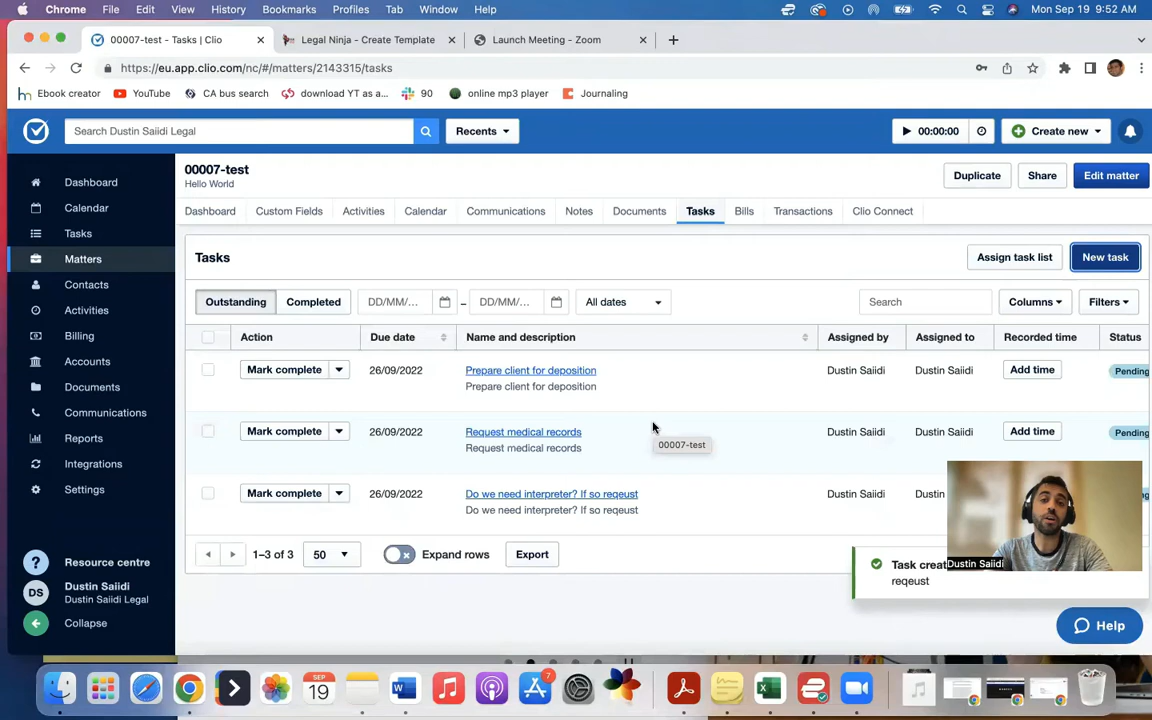 Chrome File Edit View History Bookmarks Profiles Tab Window Help Mon Sep 19 9:52 AM
00007-test - Tasks | Clio Legal Ninja - Create Template Launch Meeting - Zoom
https://eu.app.clio.com/nc/#/matters/2143315/tasks
Ebook creator YouTube CA bus search download YT as a... 90 online mp3 player Journaling
Search Dustin Saiidi Legal Recents 00:00:00 Create new
00007-test
Hello World
Duplicate Share Edit matter
Dashboard
Calendar
Tasks
Matters
Contacts
Activities
Billing
Accounts
Documents
Communications
Reports
Integrations
Settings
Resource centre
DS Dustin Saiidi
Dustin Saiidi Legal
Collapse
Dashboard Custom Fields Activities Calendar Communications Notes Documents Tasks Bills Transactions Clio Connect
Tasks Assign task list New task
Outstanding Completed DD/MM/... – DD/MM/... All dates Search Columns Filters
Action Due date Name and description Assigned by Assigned to Recorded time Status
Mark complete 26/09/2022 Prepare client for deposition Dustin Saiidi Dustin Saiidi Add time Pending
Prepare client for deposition
Mark complete 26/09/2022 Request medical records Dustin Saiidi Dustin Saiidi Add time Pending
Request medical records
00007-test
Mark complete 26/09/2022 Do we need interpreter? If so reqeust Dustin Saiidi Dustin
Do we need interpreter? If so reqeust
1–3 of 3 50 Expand rows Export
Task creat
reqeust
Dustin Saiidi
Help
SEP
19
7